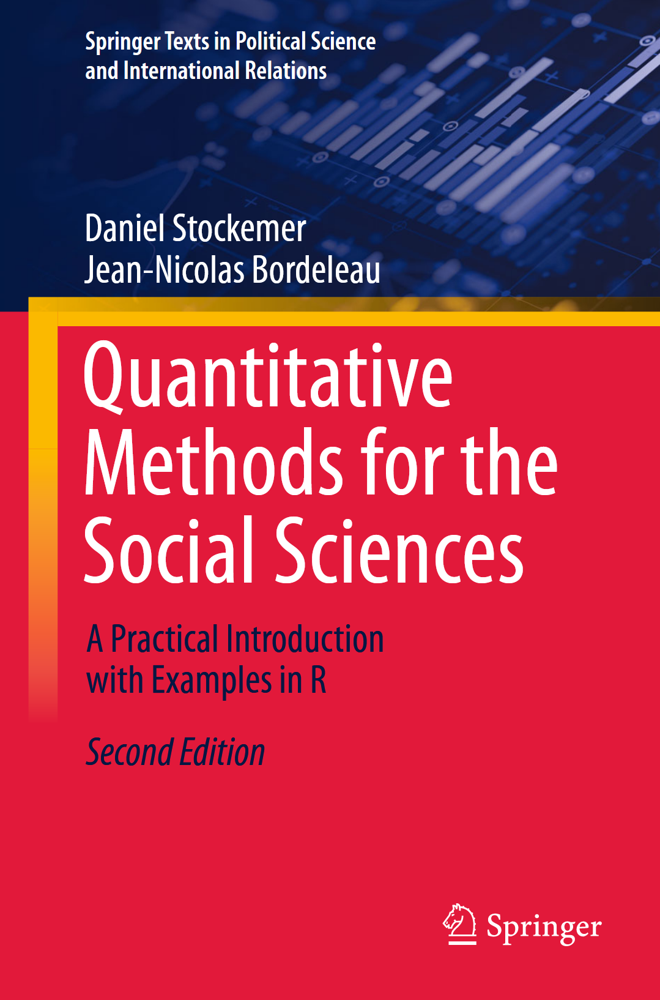 Springer Texts in Political Science
and International Relations
Daniel Stockemer
Jean-Nicolas Bordeleau
Quantitative
Methods for the
Social Sciences
A Practical Introduction
with Examples in R
Second Edition
Springer